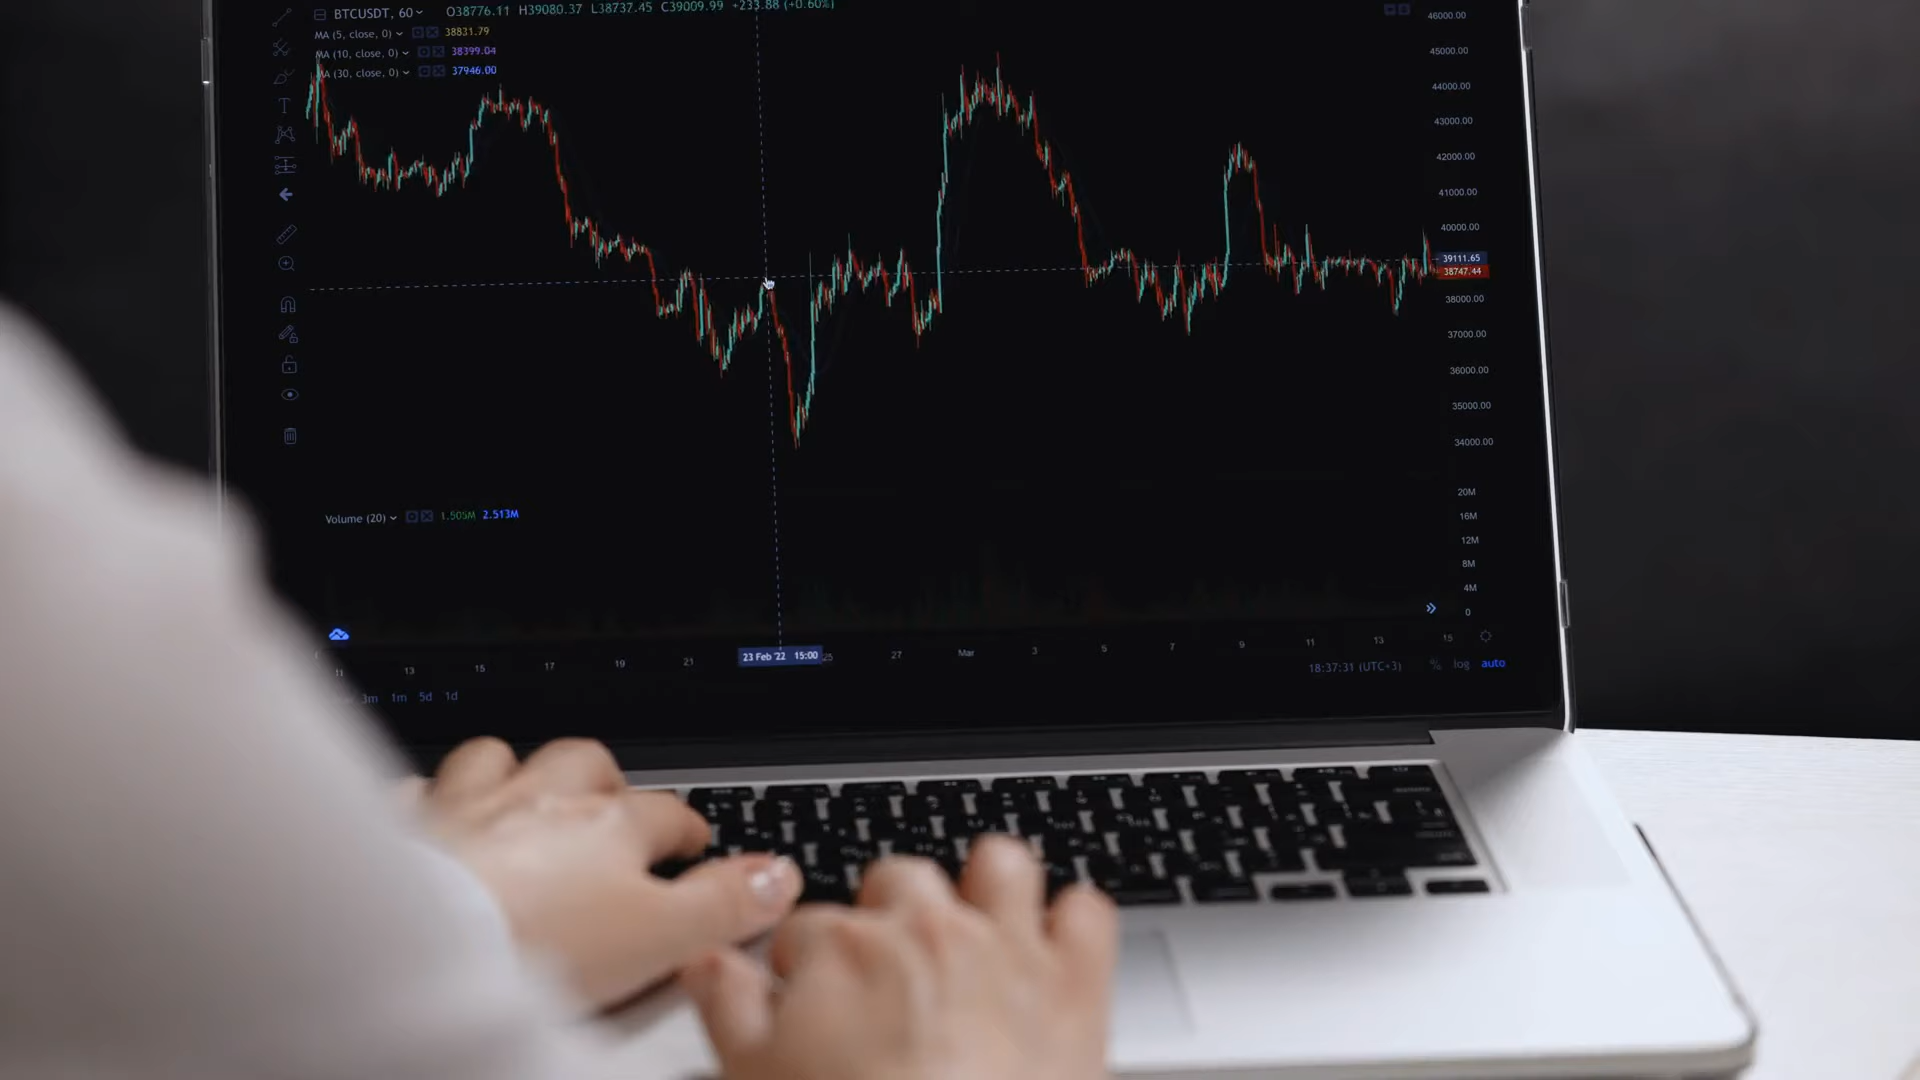 BTCUSDT, 60 O38776.11 H39080.37 L38737.45 C39009.99 +233.88 (+0.60%)
MA (5, close, 0) 38831.79
MA (10, close, 0) 38399.04
MA (30, close, 0) 37946.00
46000.00
45000.00
44000.00
43000.00
42000.00
41000.00
40000.00
39111.65
38747.44
38000.00
37000.00
36000.00
35000.00
34000.00
Volume (20) 1.505M 2.513M
20M
16M
12M
8M
4M
0
11 13 15 17 19 21 23 Feb '22 15:00 25 27 Mar 3 5 7 9 11 13 15
3m 1m 5d 1d
18:37:31 (UTC+3) % log auto